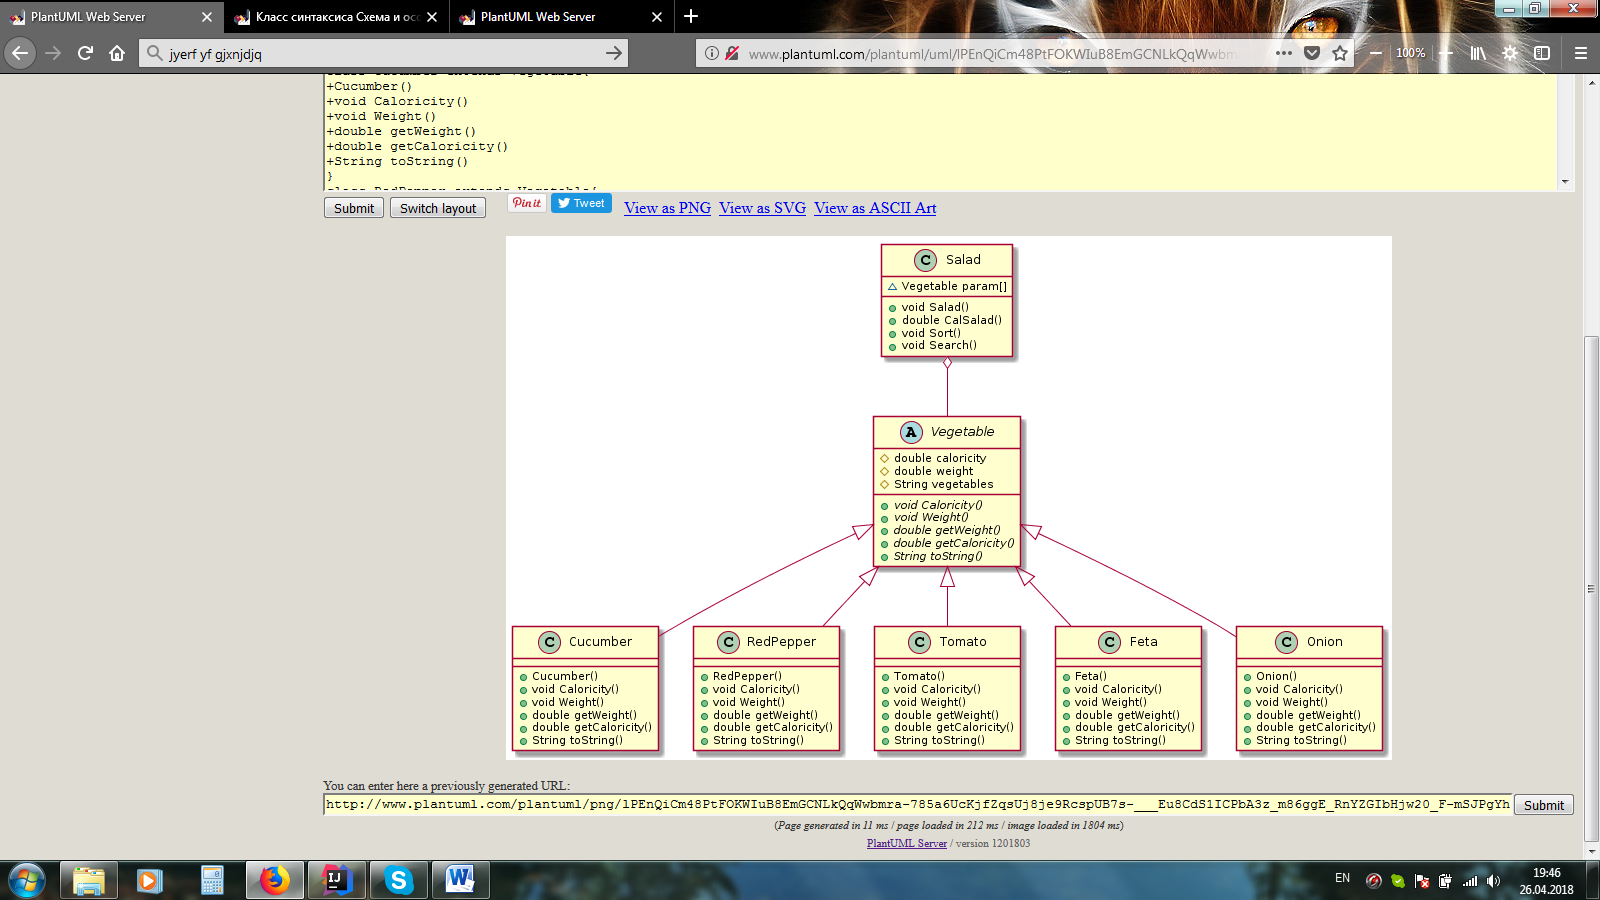 PlantUML Web Server
Класс синтаксиса Схема и осо
PlantUML Web Server
jyerf yf gjxnjdjq
www.plantuml.com/plantuml/uml/lPEnQiCm48PtFOKWIuB8EmGCNLkQqWwbm
100%
+Cucumber()
+void Caloricity()
+void Weight()
+double getWeight()
+double getCaloricity()
+String toString()
}
class RedPepper extends Vegetable{
Submit
Switch layout
Pin it
Tweet
View as PNG
View as SVG
View as ASCII Art
C Salad
Vegetable param[]
void Salad()
double CalSalad()
void Sort()
void Search()
A Vegetable
double caloricity
double weight
String vegetables
void Caloricity()
void Weight()
double getWeight()
double getCaloricity()
String toString()
C Cucumber
Cucumber()
void Caloricity()
void Weight()
double getWeight()
double getCaloricity()
String toString()
C RedPepper
RedPepper()
void Caloricity()
void Weight()
double getWeight()
double getCaloricity()
String toString()
C Tomato
Tomato()
void Caloricity()
void Weight()
double getWeight()
double getCaloricity()
String toString()
C Feta
Feta()
void Caloricity()
void Weight()
double getWeight()
double getCaloricity()
String toString()
C Onion
Onion()
void Caloricity()
void Weight()
double getWeight()
double getCaloricity()
String toString()
You can enter here a previously generated URL:
http://www.plantuml.com/plantuml/png/lPEnQiCm48PtFOKWIuB8EmGCNLkQqWwbmra-785a6UcKjfZqsUj8je9RcspUB7s-___Eu8CdS1ICPbA3z_m86ggE_RnYZGIbHjw20_F-mSJPgYh
Submit
(Page generated in 11 ms / page loaded in 212 ms / image loaded in 1804 ms)
PlantUML Server / version 1201803
EN
19:46
26.04.2018